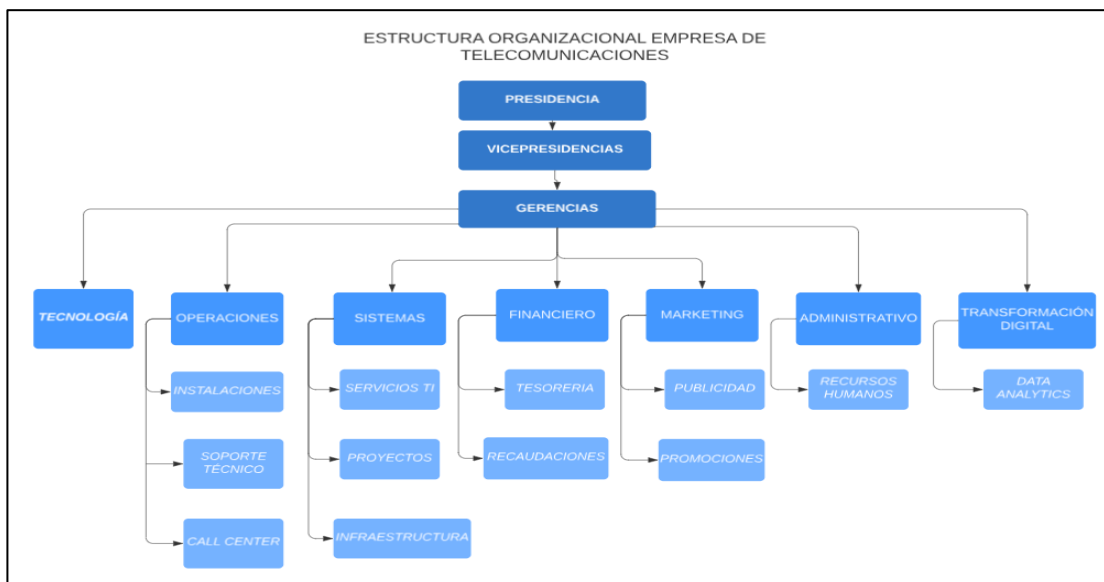 ESTRUCTURA ORGANIZACIONAL EMPRESA DE
TELECOMUNICACIONES
PRESIDENCIA
VICEPRESIDENCIAS
GERENCIAS
TECNOLOGÍA
OPERACIONES
SISTEMAS
FINANCIERO
MARKETING
ADMINISTRATIVO
TRANSFORMACIÓN
DIGITAL
INSTALACIONES
SERVICIOS TI
TESORERIA
PUBLICIDAD
RECURSOS
HUMANOS
DATA
ANALYTICS
SOPORTE
TÉCNICO
PROYECTOS
RECAUDACIONES
PROMOCIONES
CALL CENTER
INFRAESTRUCTURA